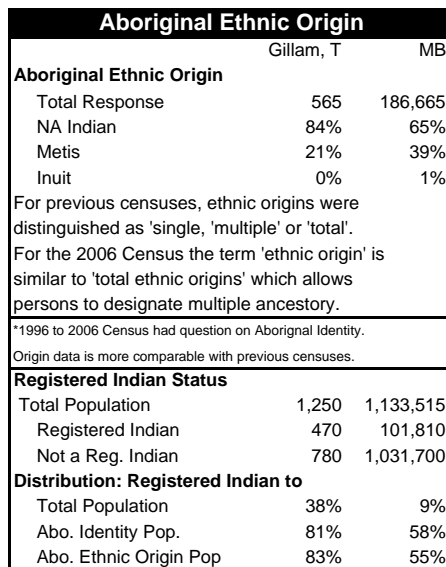 Aboriginal Ethnic Origin
Gillam, T MB
Aboriginal Ethnic Origin
Total Response 565 186,665
NA Indian 84% 65%
Metis 21% 39%
Inuit 0% 1%
For previous censuses, ethnic origins were
distinguished as 'single, 'multiple' or 'total'.
For the 2006 Census the term 'ethnic origin' is
similar to 'total ethnic origins' which allows
persons to designate multiple ancestory.
*1996 to 2006 Census had question on Aborignal Identity.
Origin data is more comparable with previous censuses.
Registered Indian Status
Total Population 1,250 1,133,515
Registered Indian 470 101,810
Not a Reg. Indian 780 1,031,700
Distribution: Registered Indian to
Total Population 38% 9%
Abo. Identity Pop. 81% 58%
Abo. Ethnic Origin Pop 83% 55%